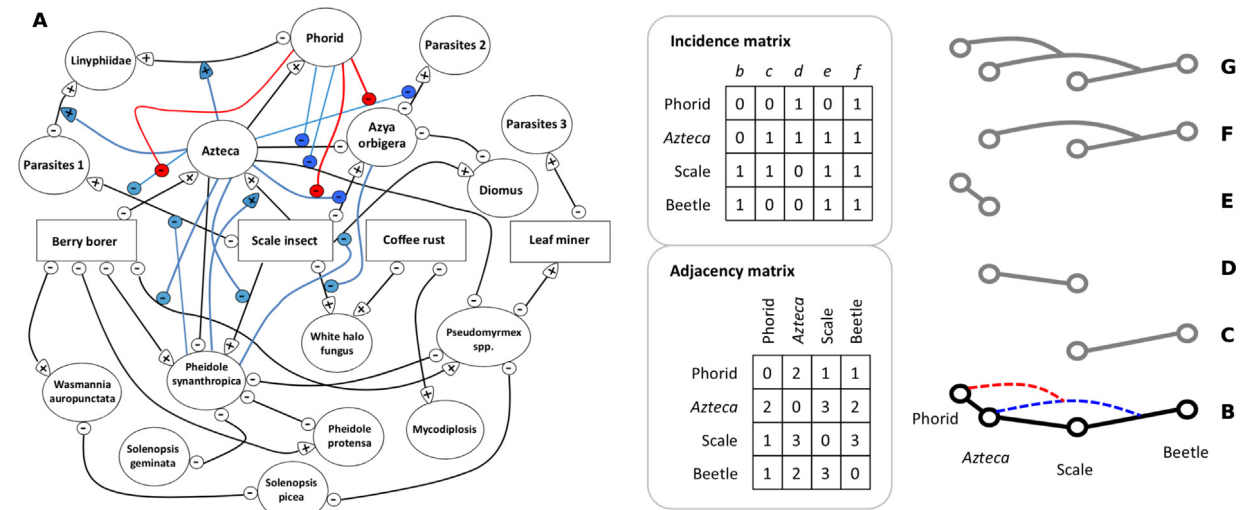 A
Phorid
Parasites 2
Linyphiidae
Azya
orbigera
Parasites 3
Azteca
Parasites 1
Diomus
Berry borer
Scale insect
Coffee rust
Leaf miner
White halo
fungus
Pseudomyrmex
spp.
Pheidole
synanthropica
Wasmannia
auropunctata
Pheidole
protensa
Mycodiplosis
Solenopsis
geminata
Solenopsis
picea
Incidence matrix
b c d e f
Phorid 0 0 1 0 1
Azteca 0 1 1 1 1
Scale 1 1 0 1 1
Beetle 1 0 0 1 1
Adjacency matrix
Phorid Azteca Scale Beetle
Phorid 0 2 1 1
Azteca 2 0 3 2
Scale 1 3 0 3
Beetle 1 2 3 0
G
F
E
D
C
B
Phorid
Azteca
Scale
Beetle